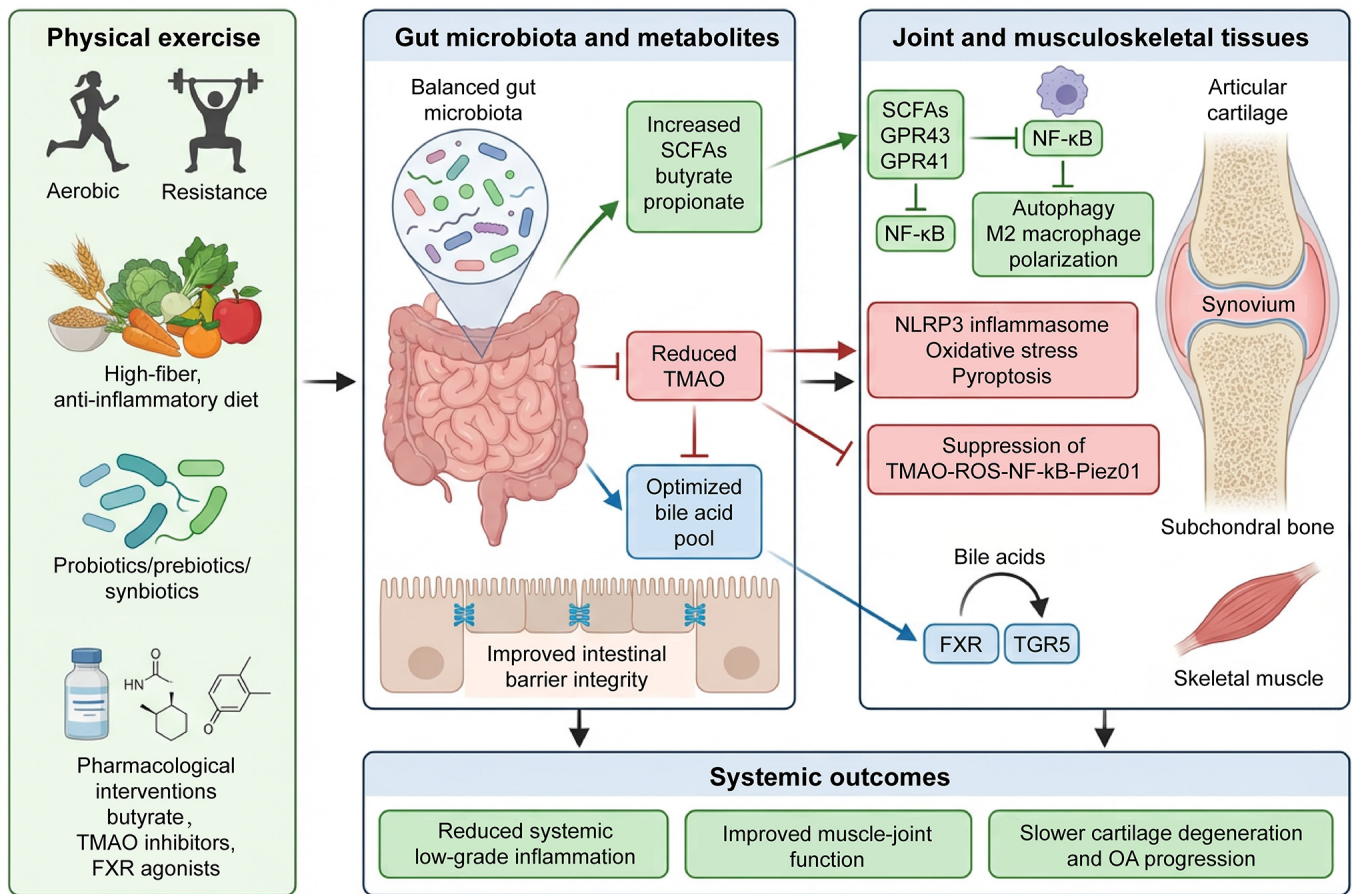 Physical exercise
Aerobic
Resistance
High-fiber,
anti-inflammatory diet
Probiotics/prebiotics/
synbiotics
HN
O
O
Pharmacological
interventions
butyrate,
TMAO inhibitors,
FXR agonists
Gut microbiota and metabolites
Balanced gut
microbiota
Increased
SCFAs
butyrate
propionate
Reduced
TMAO
Optimized
bile acid
pool
Improved intestinal
barrier integrity
Joint and musculoskeletal tissues
SCFAs
GPR43
GPR41
NF-κB
NF-κB
Autophagy
M2 macrophage
polarization
NLRP3 inflammasome
Oxidative stress
Pyroptosis
Suppression of
TMAO-ROS-NF-kB-Piez01
Bile acids
FXR
TGR5
Articular
cartilage
Synovium
Subchondral bone
Skeletal muscle
Systemic outcomes
Reduced systemic
low-grade inflammation
Improved muscle-joint
function
Slower cartilage degeneration
and OA progression